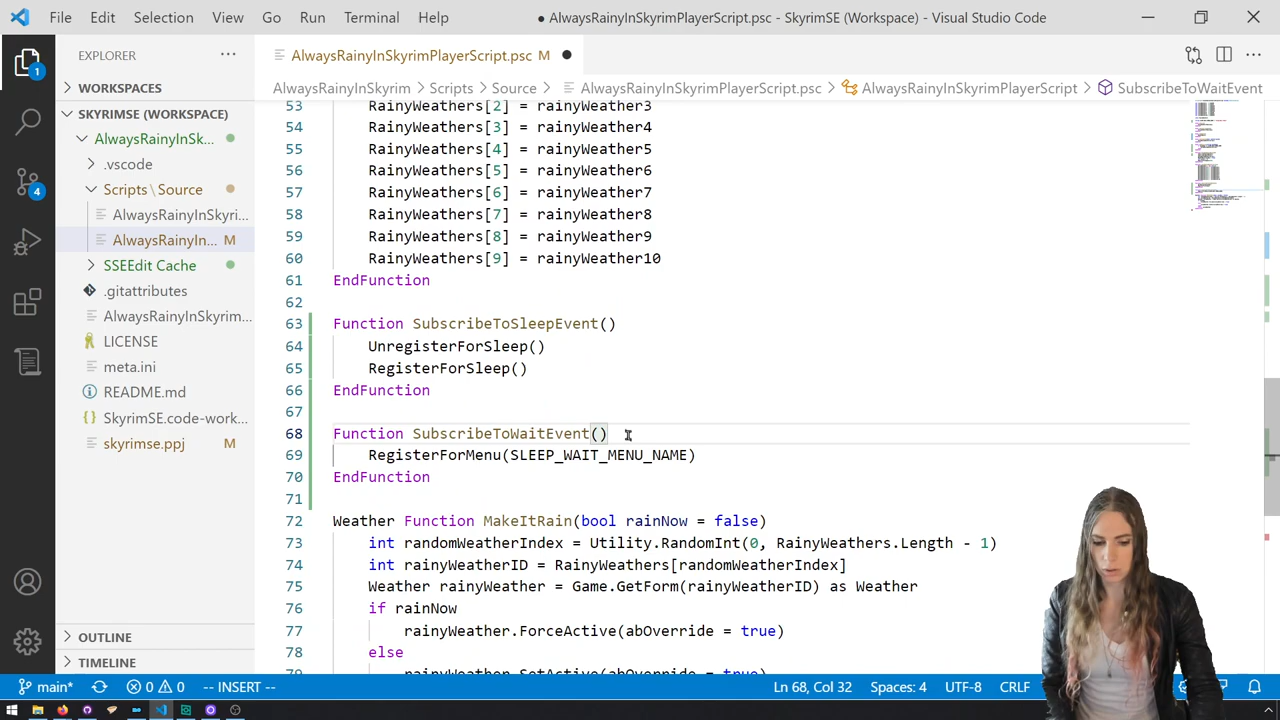 File Edit Selection View Go Run Terminal Help
● AlwaysRainyInSkyrimPlayerScript.psc - SkyrimSE (Workspace) - Visual Studio Code
EXPLORER
AlwaysRainyInSkyrimPlayerScript.psc M
WORKSPACES
AlwaysRainyInSkyrim > Scripts > Source > AlwaysRainyInSkyrimPlayerScript.psc > AlwaysRainyInSkyrimPlayerScript > SubscribeToWaitEvent
SKYRIMSE (WORKSPACE)
AlwaysRainyInSk...
.vscode
Scripts\Source
AlwaysRainyInSkyri...
AlwaysRainyIn... M
SSEEdit Cache
.gitattributes
AlwaysRainyInSkyrim...
LICENSE
meta.ini
README.md
SkyrimSE.code-work...
skyrimse.ppj M
OUTLINE
TIMELINE
1
4
53 RainyWeathers[2] = rainyWeather3
54 RainyWeathers[3] = rainyWeather4
55 RainyWeathers[4] = rainyWeather5
56 RainyWeathers[5] = rainyWeather6
57 RainyWeathers[6] = rainyWeather7
58 RainyWeathers[7] = rainyWeather8
59 RainyWeathers[8] = rainyWeather9
60 RainyWeathers[9] = rainyWeather10
61 EndFunction
62
63 Function SubscribeToSleepEvent()
64 UnregisterForSleep()
65 RegisterForSleep()
66 EndFunction
67
68 Function SubscribeToWaitEvent()
69 RegisterForMenu(SLEEP_WAIT_MENU_NAME)
70 EndFunction
71
72 Weather Function MakeItRain(bool rainNow = false)
73 int randomWeatherIndex = Utility.RandomInt(0, RainyWeathers.Length - 1)
74 int rainyWeatherID = RainyWeathers[randomWeatherIndex]
75 Weather rainyWeather = Game.GetForm(rainyWeatherID) as Weather
76 if rainNow
77 rainyWeather.ForceActive(abOverride = true)
78 else
79 rainyWeather.SetActive(abOverride = true)
main* 0 0 -- INSERT -- Ln 68, Col 32 Spaces: 4 UTF-8 CRLF